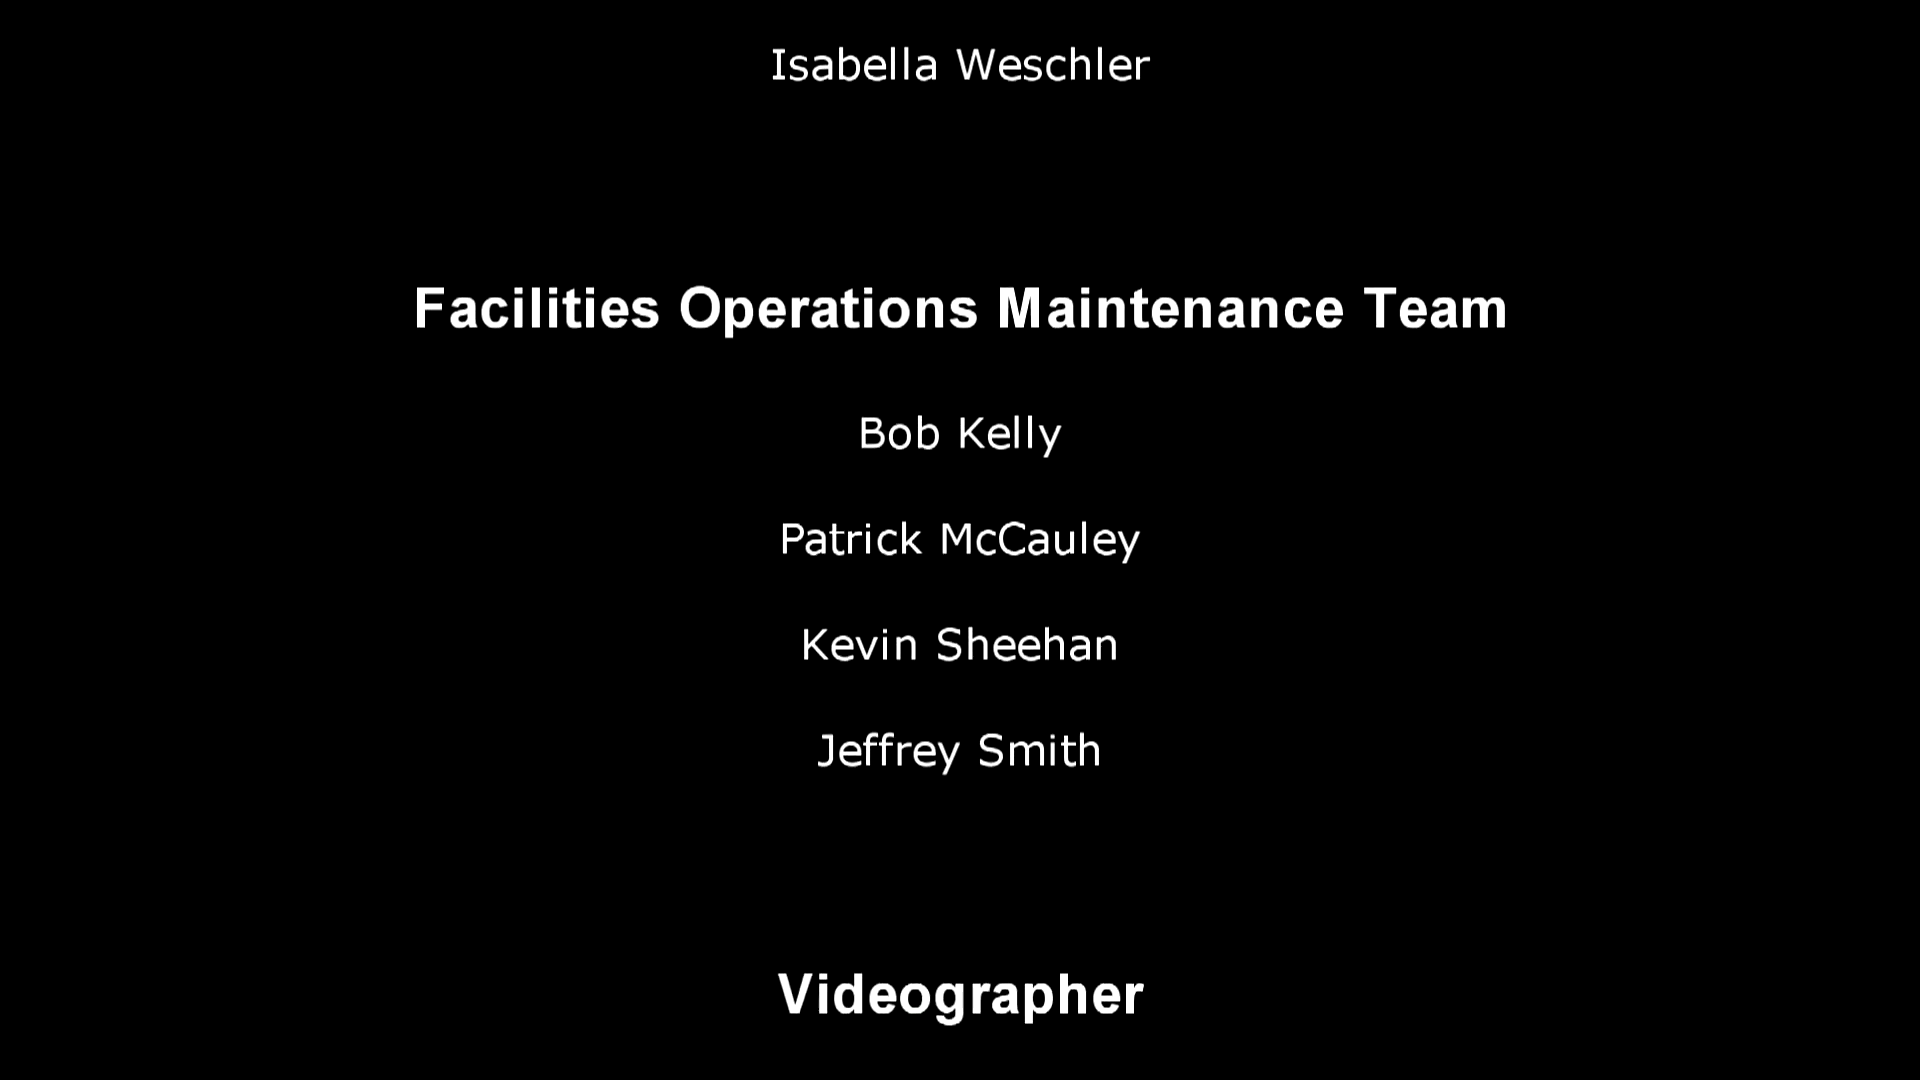 Isabella Weschler
Facilities Operations Maintenance Team
Bob Kelly
Patrick McCauley
Kevin Sheehan
Jeffrey Smith
Videographer